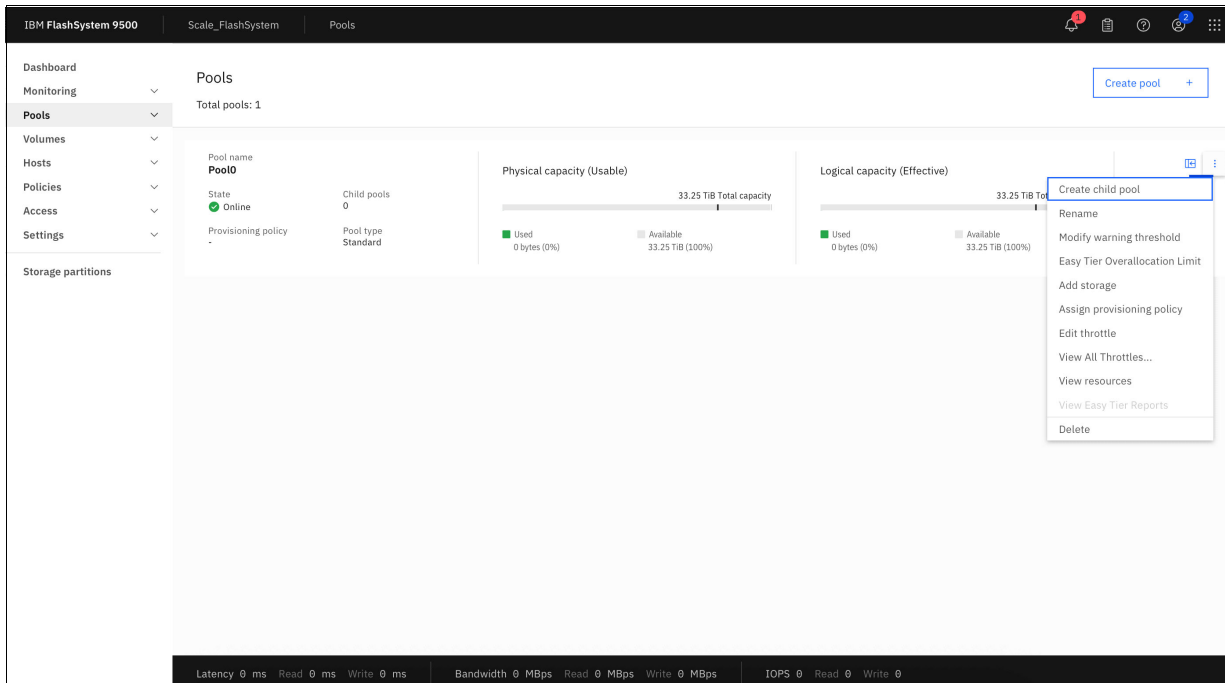 IBM FlashSystem 9500 Scale_FlashSystem Pools 1 2
Dashboard
Monitoring
Pools
Volumes
Hosts
Policies
Access
Settings
Storage partitions
Pools
Total pools: 1
Create pool +
Pool name
Pool0
State
Online
Child pools
0
Provisioning policy
-
Pool type
Standard
Physical capacity (Usable)
33.25 TiB Total capacity
Used
0 bytes (0%)
Available
33.25 TiB (100%)
Logical capacity (Effective)
33.25 TiB Tot
Used
0 bytes (0%)
Available
33.25 TiB (100%)
Create child pool
Rename
Modify warning threshold
Easy Tier Overallocation Limit
Add storage
Assign provisioning policy
Edit throttle
View All Throttles...
View resources
View Easy Tier Reports
Delete
Latency 0 ms Read 0 ms Write 0 ms Bandwidth 0 MBps Read 0 MBps Write 0 MBps IOPS 0 Read 0 Write 0